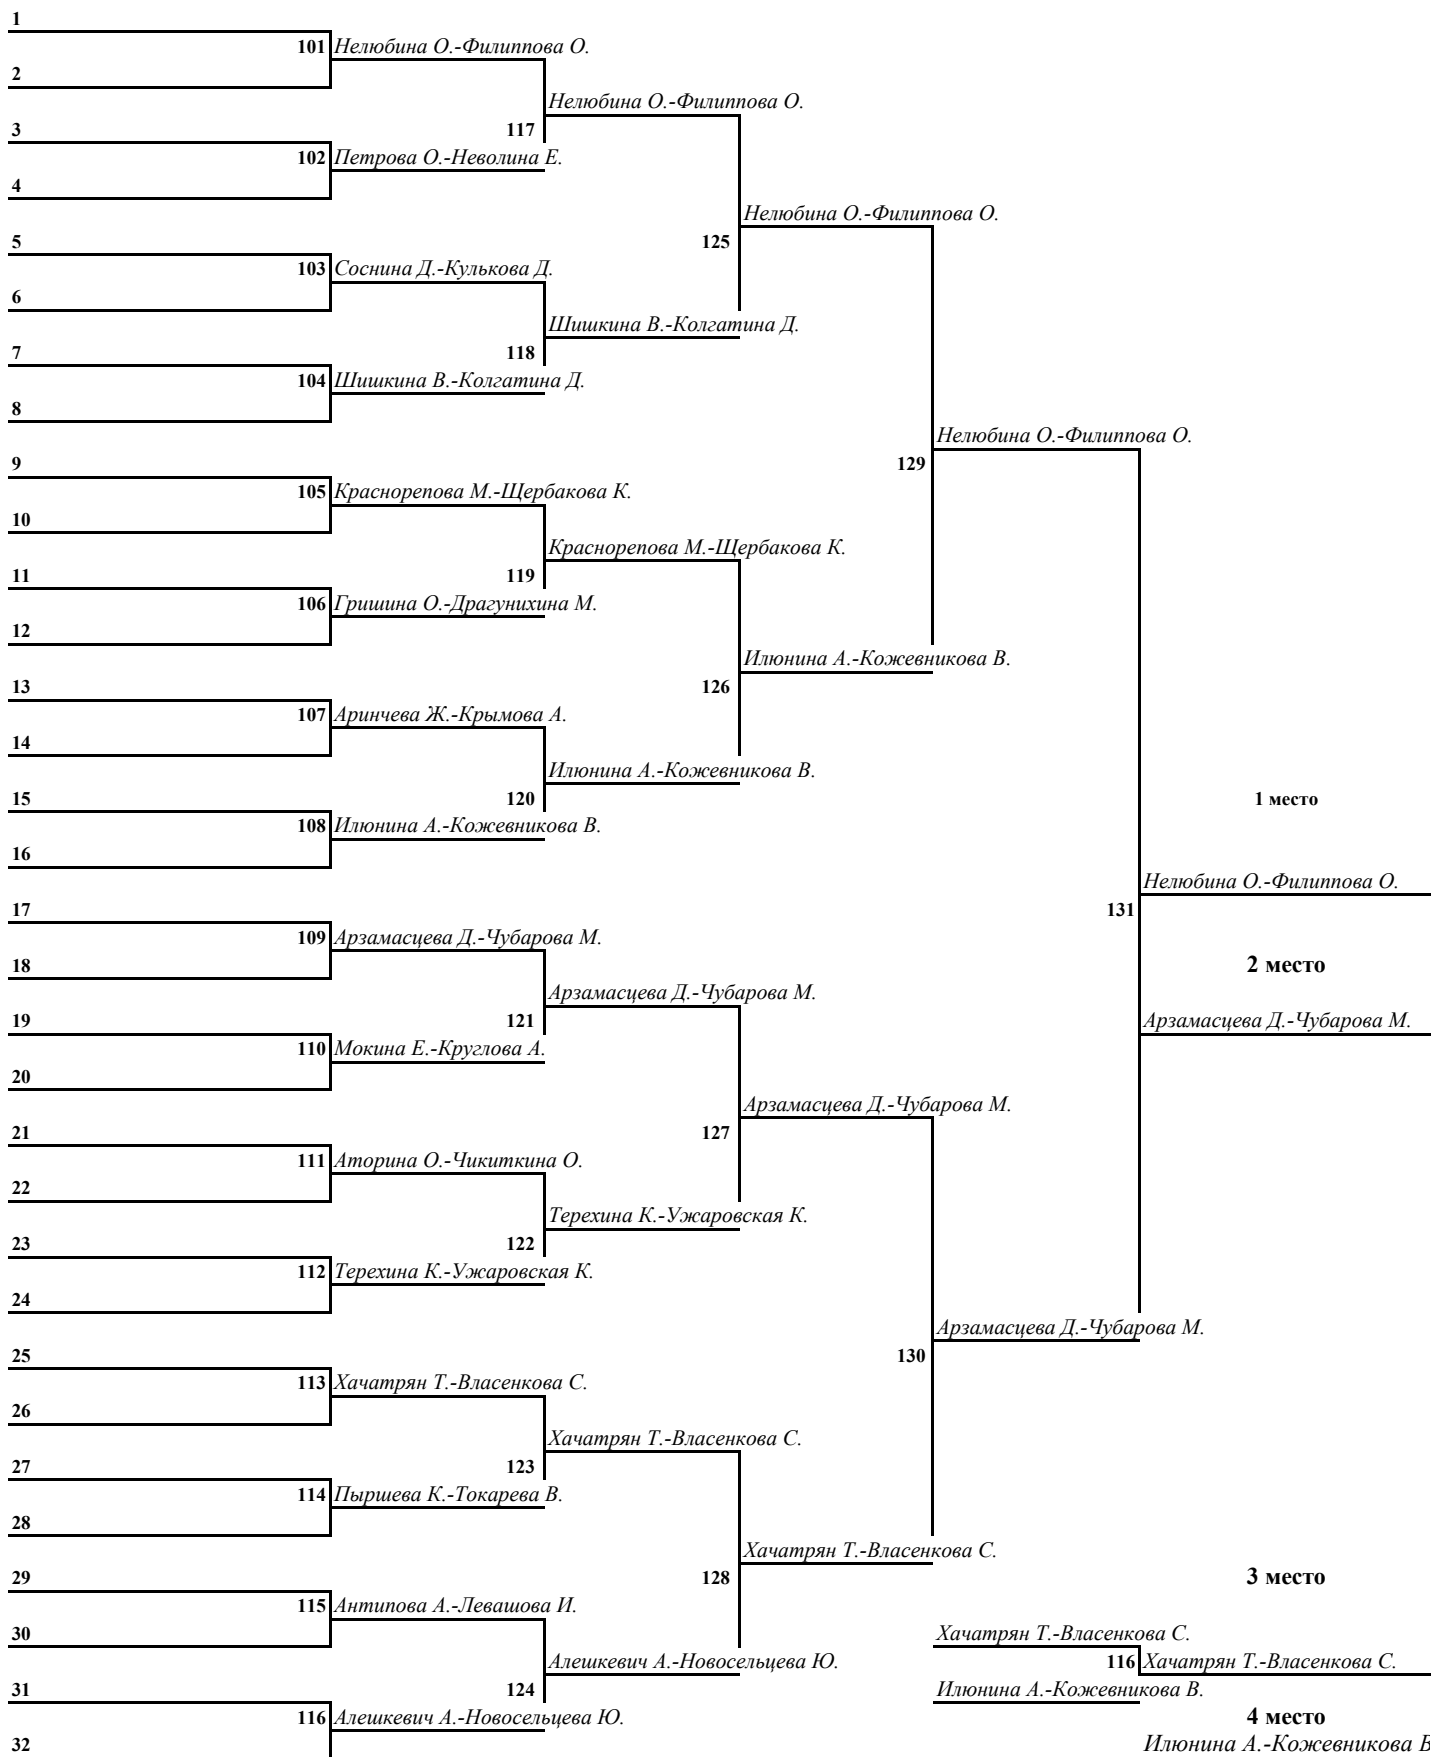 1
101 Нелюбина О.-Филиппова О.
2
Нелюбина О.-Филиппова О.
3
117
102 Петрова О.-Неволина Е.
4
Нелюбина О.-Филиппова О.
5
125
103 Соснина Д.-Кулькова Д.
6
Шишкина В.-Колгатина Д.
7
118
104 Шишкина В.-Колгатина Д.
8
Нелюбина О.-Филиппова О.
9
129
105 Краснорепова М.-Щербакова К.
10
Краснорепова М.-Щербакова К.
11
119
106 Гришина О.-Драгунихина М.
12
Илюнина А.-Кожевникова В.
13
126
107 Аринчева Ж.-Крымова А.
14
Илюнина А.-Кожевникова В.
15
120
1 место
108 Илюнина А.-Кожевникова В.
16
Нелюбина О.-Филиппова О.
17
131
109 Арзамасцева Д.-Чубарова М.
18
2 место
Арзамасцева Д.-Чубарова М.
19
121
Арзамасцева Д.-Чубарова М.
110 Мокина Е.-Круглова А.
20
Арзамасцева Д.-Чубарова М.
21
127
111 Аторина О.-Чикиткина О.
22
Терехина К.-Ужаровская К.
23
122
112 Терехина К.-Ужаровская К.
24
Арзамасцева Д.-Чубарова М.
25
130
113 Хачатрян Т.-Власенкова С.
26
Хачатрян Т.-Власенкова С.
27
123
114 Пыршева К.-Токарева В.
28
Хачатрян Т.-Власенкова С.
29
128
3 место
115 Антипова А.-Левашова И.
30
Хачатрян Т.-Власенкова С.
Алешкевич А.-Новосельцева Ю.
116 Хачатрян Т.-Власенкова С.
31
124
Илюнина А.-Кожевникова В.
116 Алешкевич А.-Новосельцева Ю.
4 место
32
Илюнина А.-Кожевникова В